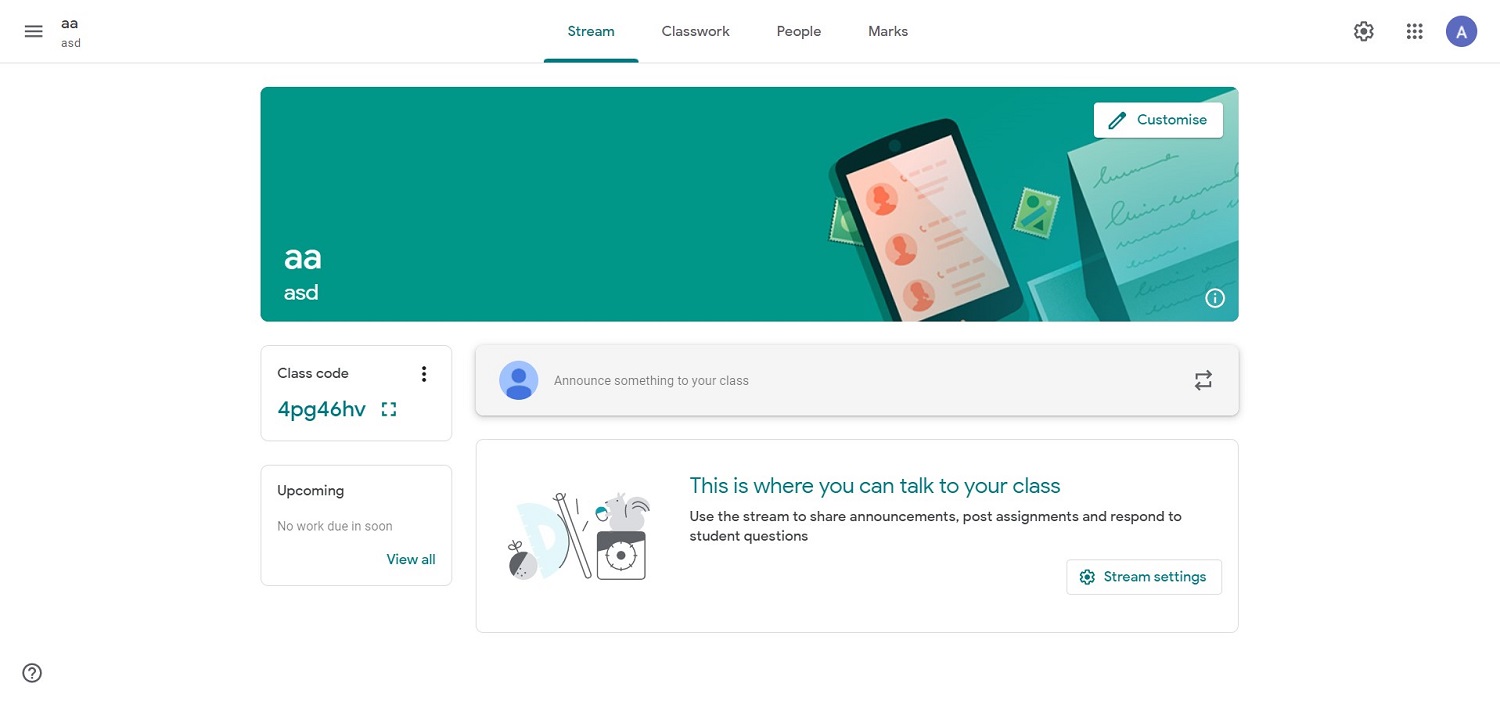 aa
asd
Stream
Classwork
People
Marks
A
Customise
aa
asd
Class code
4pg46hv
Announce something to your class
Upcoming
No work due in soon
View all
This is where you can talk to your class
Use the stream to share announcements, post assignments and respond to
student questions
Stream settings